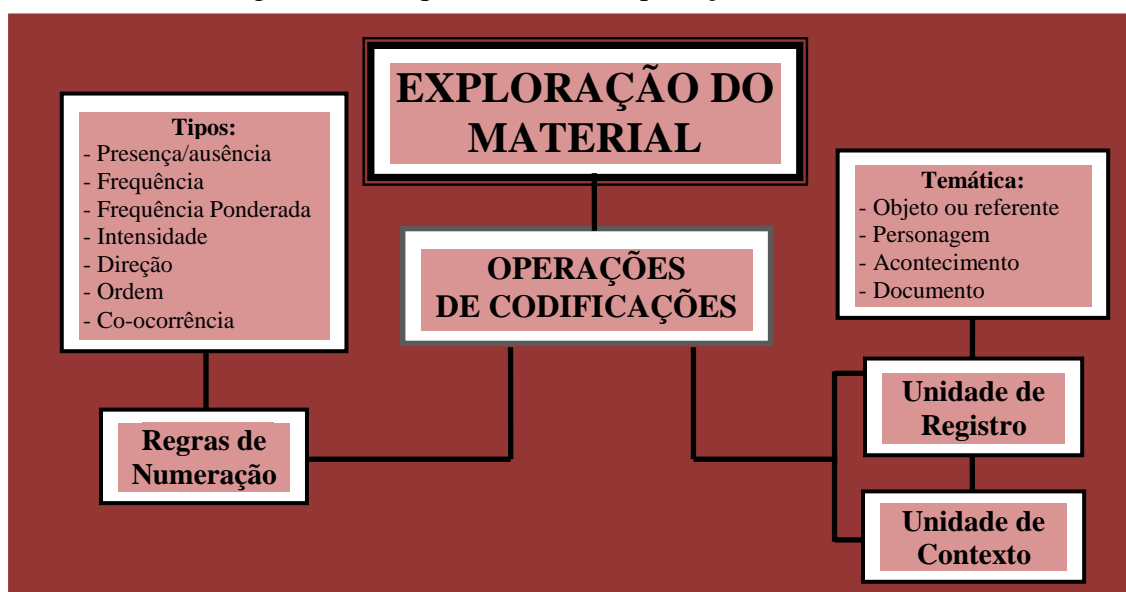 EXPLORAÇÃO DO
MATERIAL
Tipos:
- Presença/ausência
- Frequência
- Frequência Ponderada
- Intensidade
- Direção
- Ordem
- Co-ocorrência
Temática:
- Objeto ou referente
- Personagem
- Acontecimento
- Documento
OPERAÇÕES
DE CODIFICAÇÕES
Regras de
Numeração
Unidade de
Registro
Unidade de
Contexto